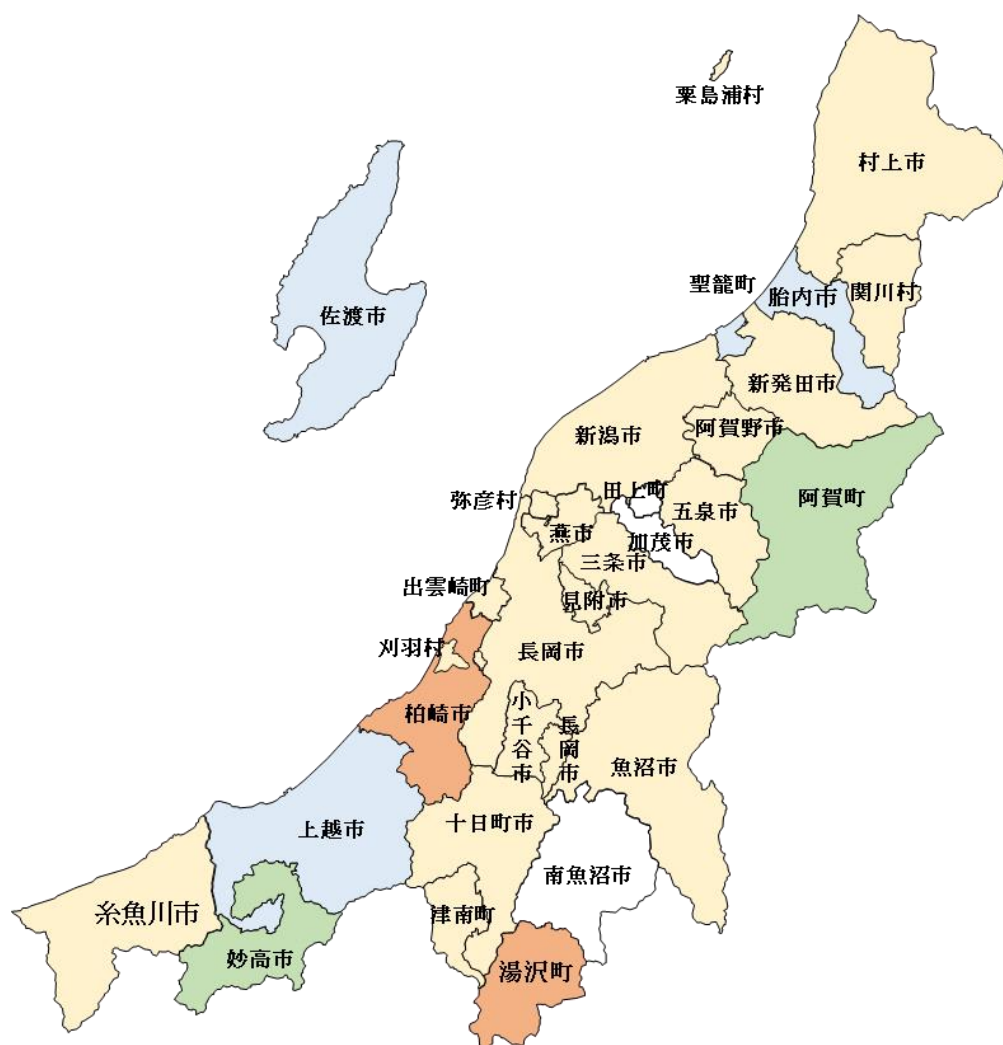 粟島浦村
村上市
聖籠町
胎内市
関川村
佐渡市
新発田市
新潟市
阿賀野市
弥彦村
田上町
五泉市
阿賀町
燕市
加茂市
三条市
出雲崎町
見附市
刈羽村
長岡市
柏崎市
小千谷市
長岡市
魚沼市
上越市
十日町市
南魚沼市
糸魚川市
津南町
妙高市
湯沢町